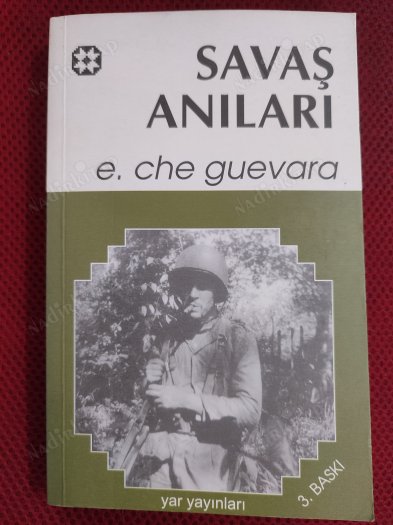 SAVAŞ
ANILARI
e. che guevara
yar yayınları
3. BASKI